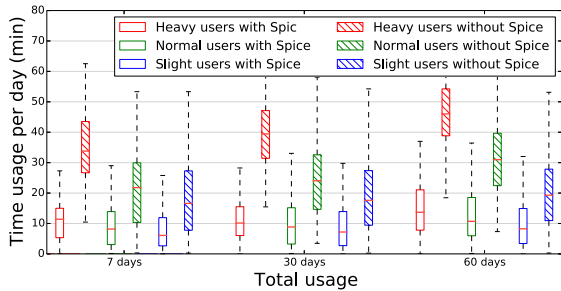 Time usage per day (min)
80
70
60
50
40
30
20
10
0
Heavy users with Spic
Normal users with Spice
Slight users with Spice
Heavy users without Spice
Normal users without Spice
Slight users without Spice
7 days
30 days
60 days
Total usage